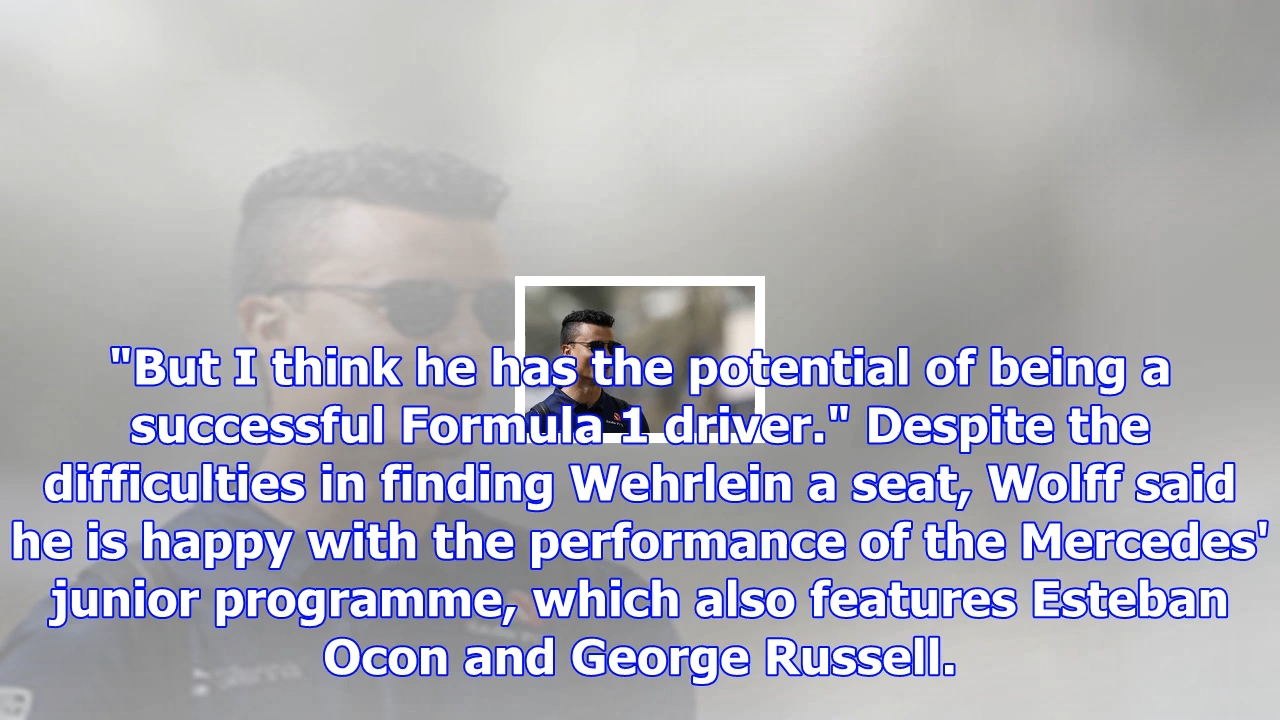 "But I think he has the potential of being a
successful Formula 1 driver." Despite the
difficulties in finding Wehrlein a seat, Wolff said
he is happy with the performance of the Mercedes'
junior programme, which also features Esteban
Ocon and George Russell.